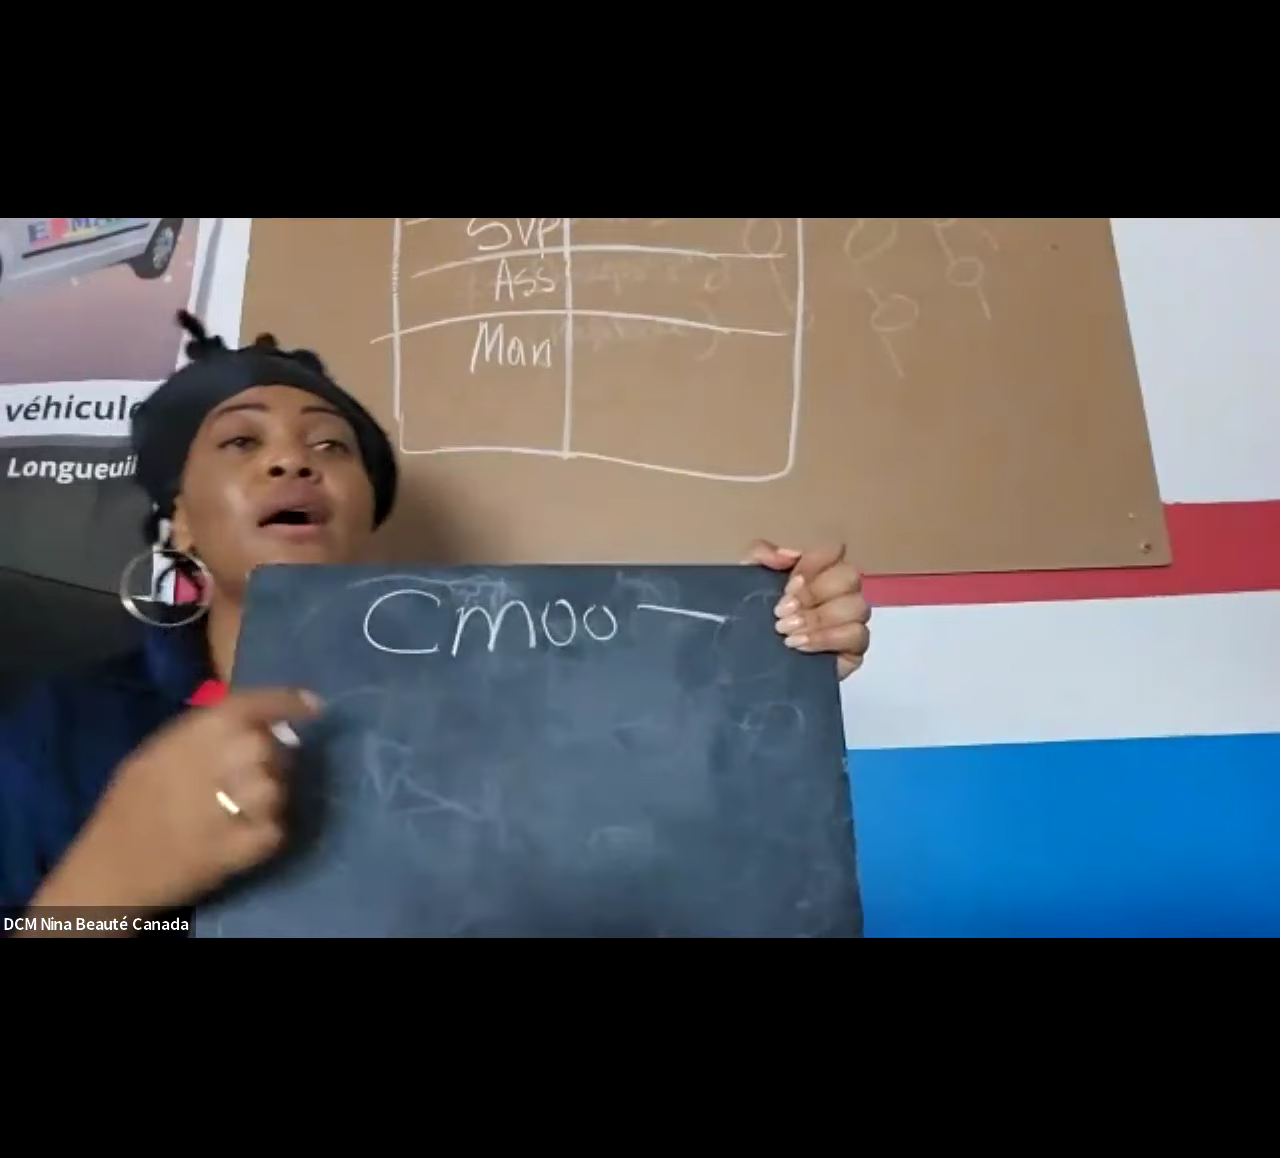 SVP
Ass
Man
véhicule
Longueuil
Cmoo —
DCM Nina Beauté Canada